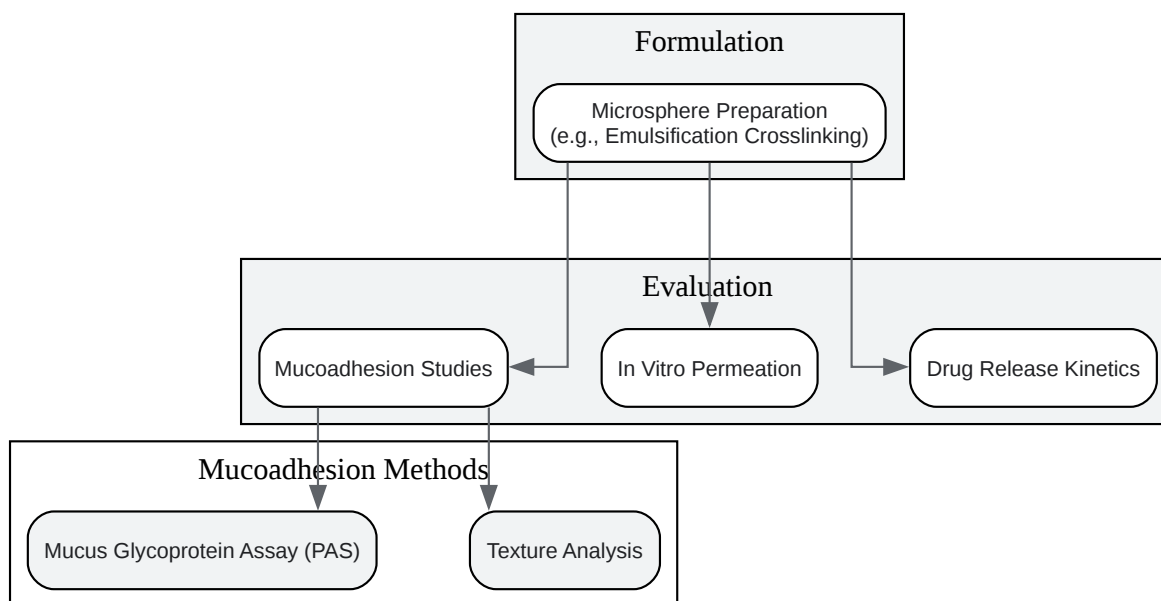 Formulation
Microsphere Preparation
(e.g., Emulsification Crosslinking)
Evaluation
Mucoadhesion Studies
In Vitro Permeation
Drug Release Kinetics
Mucoadhesion Methods
Mucus Glycoprotein Assay (PAS)
Texture Analysis